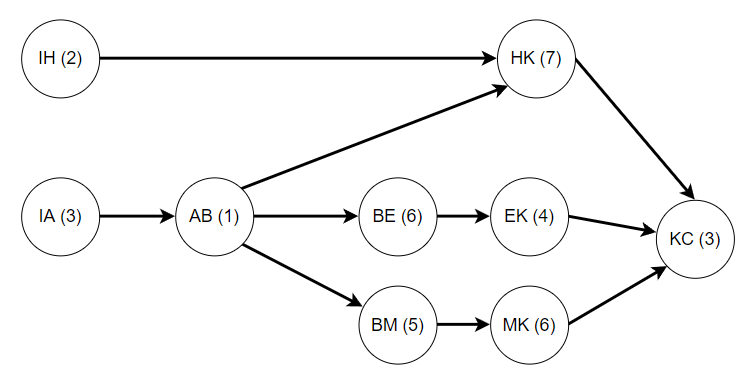 IH (2)
HK (7)
IA (3)
AB (1)
BE (6)
EK (4)
KC (3)
BM (5)
MK (6)